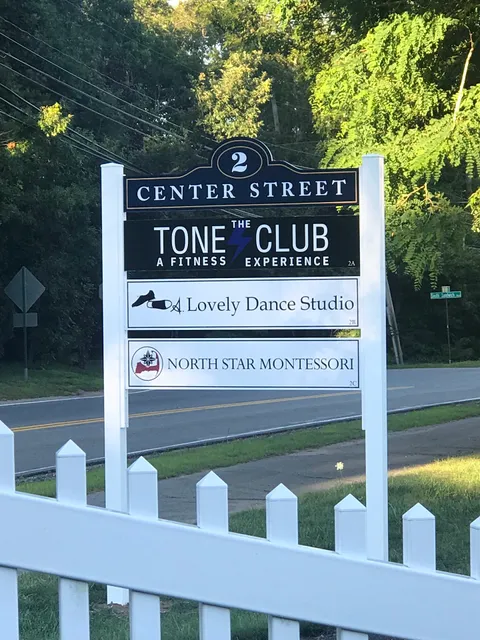 2
CENTER STREET
THE
TONE CLUB
A FITNESS EXPERIENCE
2A
A Lovely Dance Studio
2B
NORTH STAR MONTESSORI
2C